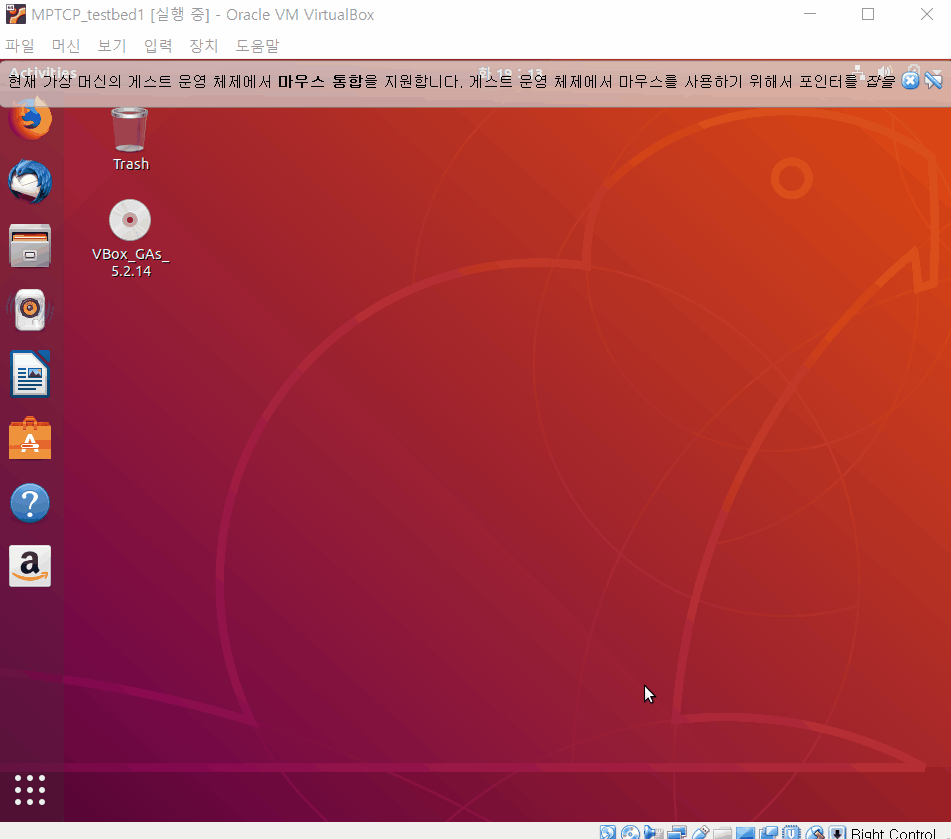 MPTCP_testbed1 [실행 중] - Oracle VM VirtualBox
파일 머신 보기 입력 장치 도움말
Activities
현재 가상 머신의 게스트 운영 체제에서 마우스 통합을 지원합니다. 게스트 운영 체제에서 마우스를 사용하기 위해서 포인터를
Trash
VBox_GAs_
5.2.14
Right Control